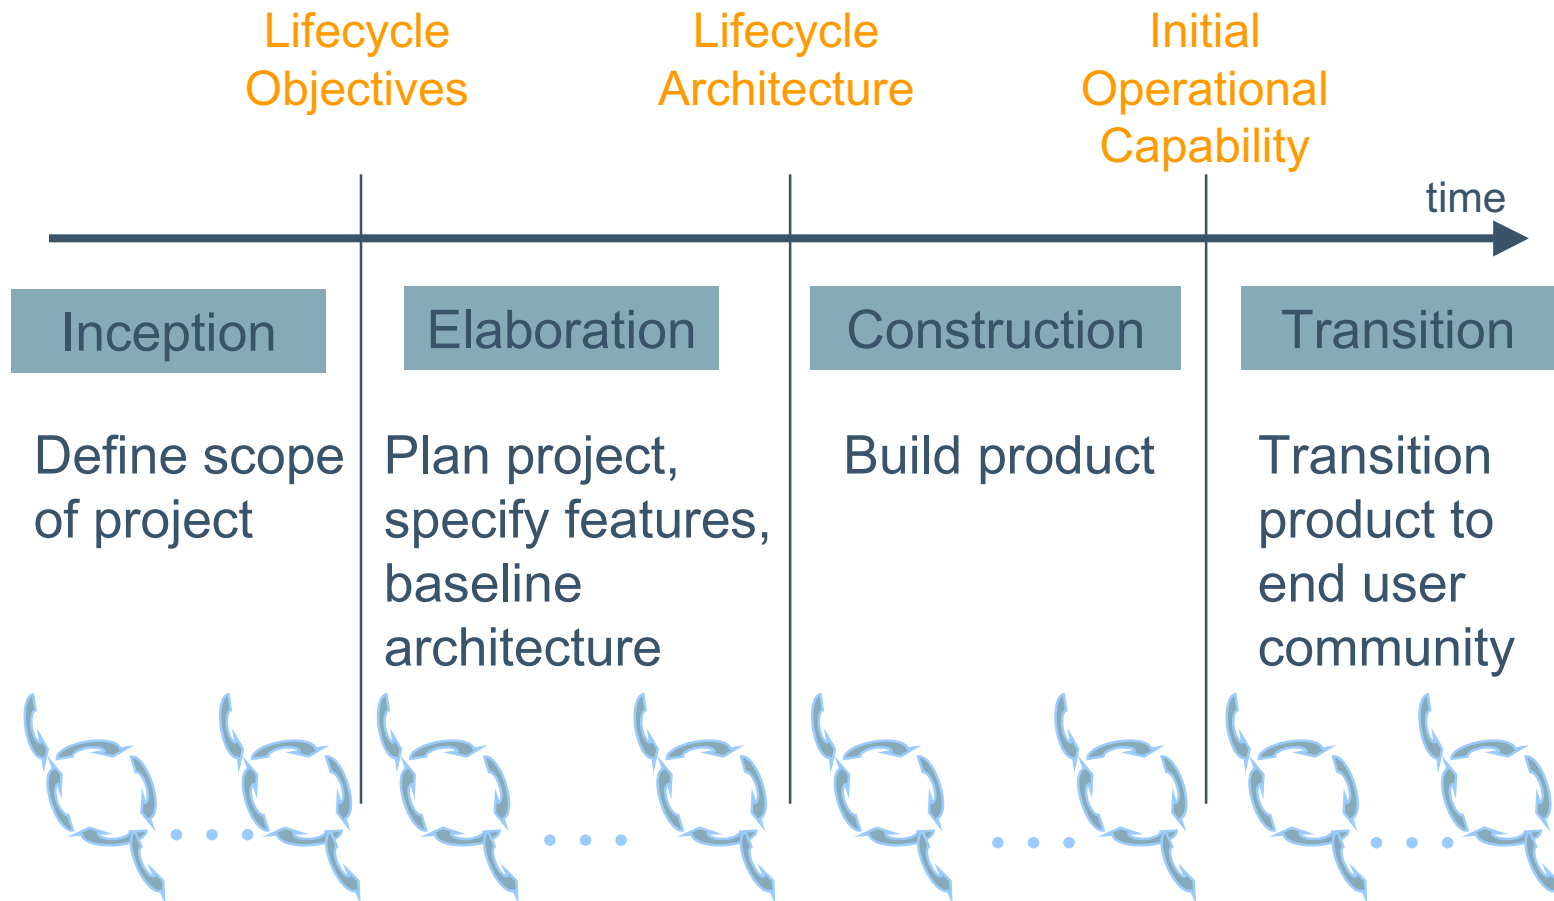 Lifecycle
Objectives
Lifecycle
Architecture
Initial
Operational
Capability
time
Inception
Elaboration
Construction
Transition
Define scope
of project
Plan project,
specify features,
baseline
architecture
Build product
Transition
product to
end user
community